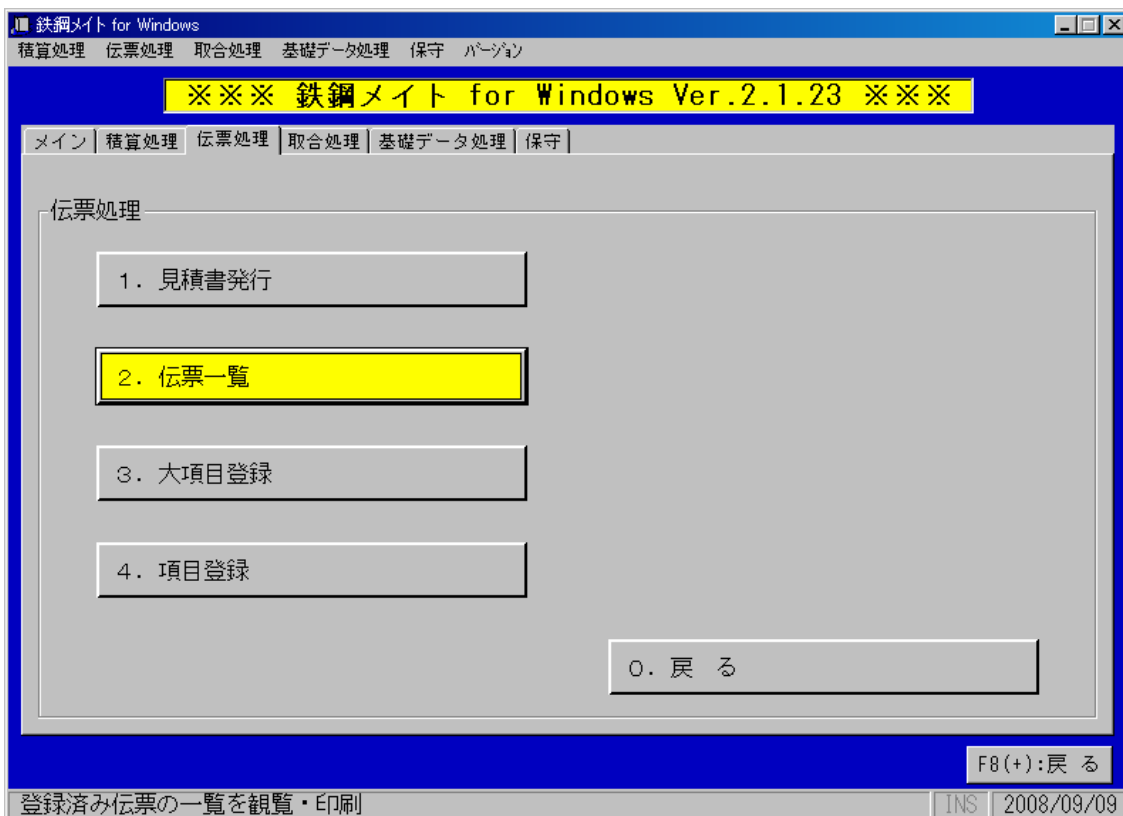 鉄鋼メイト for Windows
積算処理 伝票処理 取合処理 基礎データ処理 保守 バージョン
※※※ 鉄鋼メイト for Windows Ver.2.1.23 ※※※
メイン 積算処理 伝票処理 取合処理 基礎データ処理 保守
伝票処理
1. 見積書発行
2. 伝票一覧
3. 大項目登録
4. 項目登録
0. 戻 る
F8(+):戻 る
登録済み伝票の一覧を観覧・印刷 INS 2008/09/09